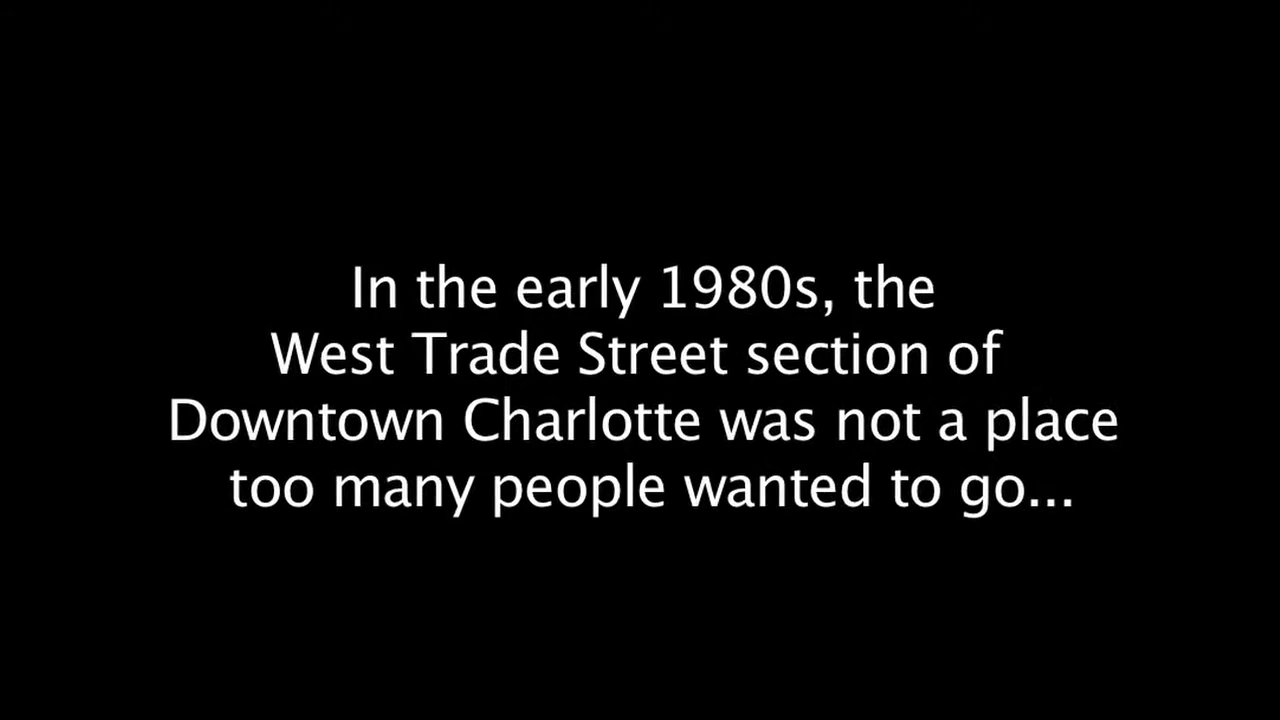 In the early 1980s, the
West Trade Street section of
Downtown Charlotte was not a place
too many people wanted to go...